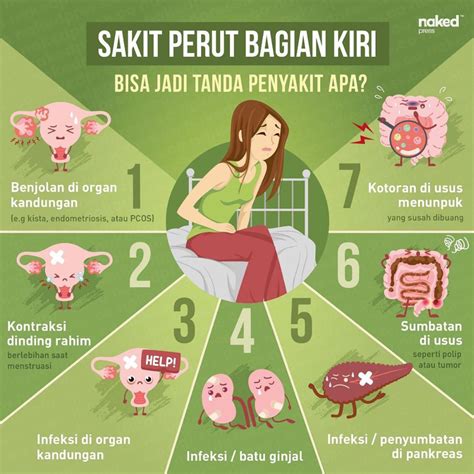 naked
press
SAKIT PERUT BAGIAN KIRI
BISA JADI TANDA PENYAKIT APA?
1
Benjolan di organ
kandungan
(e.g kista, endometriosis, atau PCOS)
2
Kontraksi
dinding rahim
berlebihan saat
menstruasi
3
HELP!
Infeksi di organ
kandungan
4
Infeksi / batu ginjal
5
Infeksi / penyumbatan
di pankreas
6
Sumbatan
di usus
seperti polip
atau tumor
7
Kotoran di usus
menunpuk
yang susah dibuang